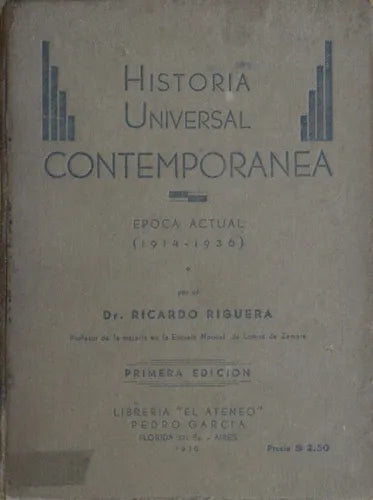 HISTORIA
UNIVERSAL
CONTEMPORANEA
EPOCA ACTUAL
(1914-1936)
por el
Dr. RICARDO RIGUERA
Profesor de la materia en la Escuela Normal de Lomas de Zamora
PRIMERA EDICION
LIBRERIA "EL ATENEO"
PEDRO GARCIA
FLORIDA Bs. - AIRES
Precio $ 2.50